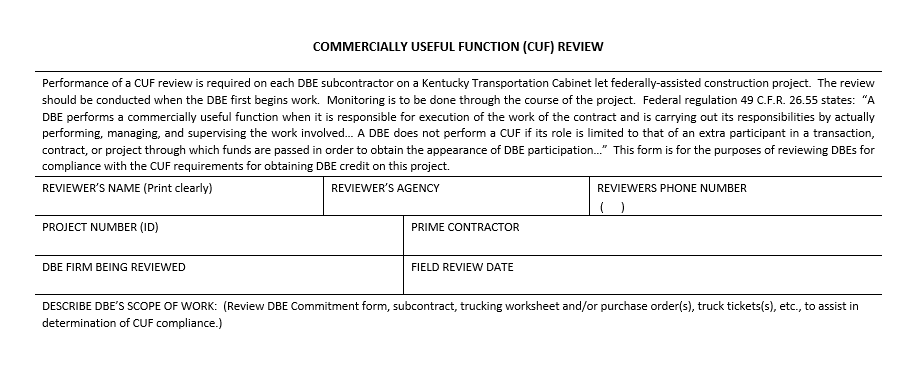 COMMERCIALLY USEFUL FUNCTION (CUF) REVIEW
Performance of a CUF review is required on each DBE subcontractor on a Kentucky Transportation Cabinet let federally-assisted construction project. The review
should be conducted when the DBE first begins work. Monitoring is to be done through the course of the project. Federal regulation 49 C.F.R. 26.55 states: “A
DBE performs a commercially useful function when it is responsible for execution of the work of the contract and is carrying out its responsibilities by actually
performing, managing, and supervising the work involved... A DBE does not perform a CUF if its role is limited to that of an extra participant in a transaction,
contract, or project through which funds are passed in order to obtain the appearance of DBE participation...” This form is for the purposes of reviewing DBEs for
compliance with the CUF requirements for obtaining DBE credit on this project.
REVIEWER’S NAME (Print clearly)
REVIEWER’S AGENCY
REVIEWERS PHONE NUMBER
( )
PROJECT NUMBER (ID)
PRIME CONTRACTOR
DBE FIRM BEING REVIEWED
FIELD REVIEW DATE
DESCRIBE DBE’S SCOPE OF WORK: (Review DBE Commitment form, subcontract, trucking worksheet and/or purchase order(s), truck tickets(s), etc., to assist in
determination of CUF compliance.)